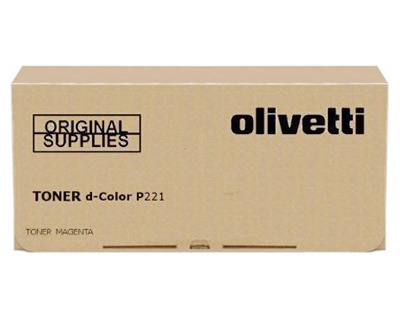 ORIGINAL
SUPPLIES
olivetti
TONER d-Color P221
TONER MAGENTA